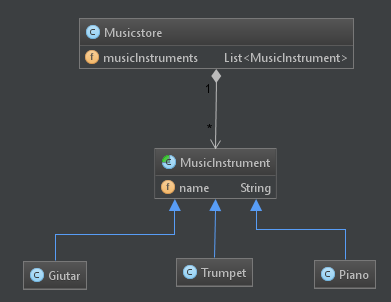 C Musicstore
f musicInstruments List<MusicInstrument>
1
*
C MusicInstrument
f name String
C Giutar
C Trumpet
C Piano